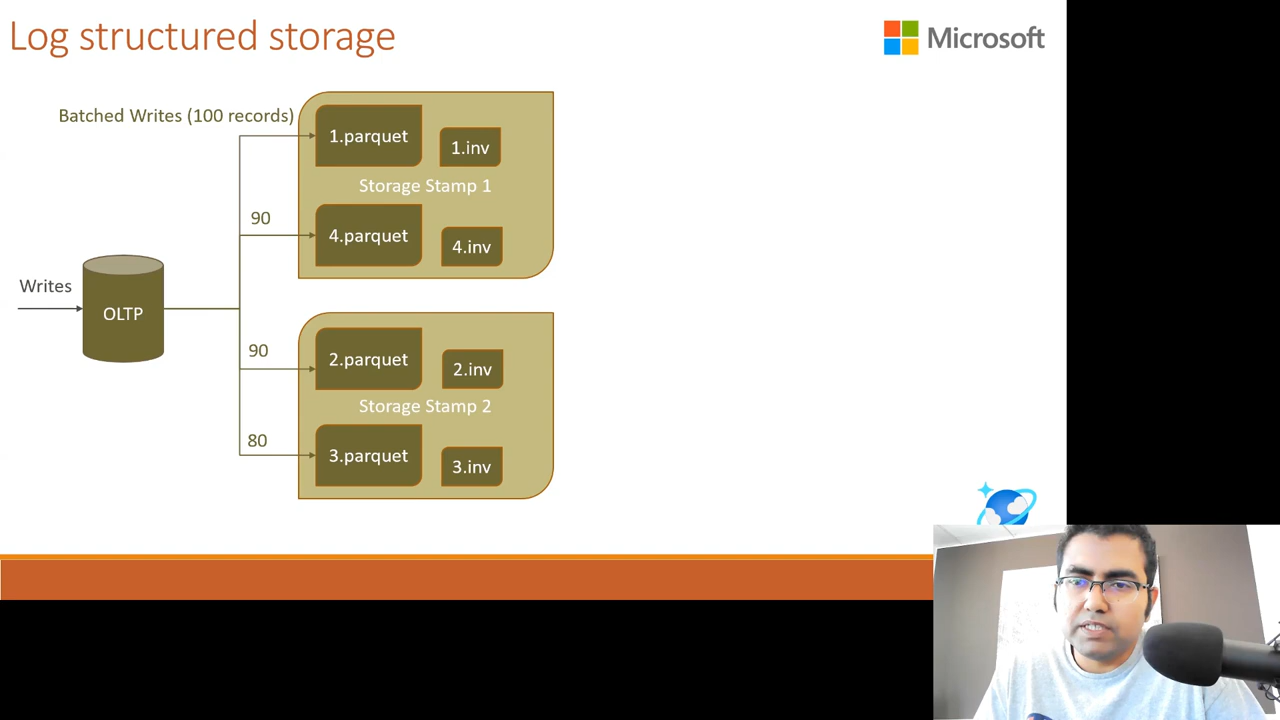 Log structured storage
Microsoft
Batched Writes (100 records)
1.parquet
1.inv
Storage Stamp 1
90
4.parquet
4.inv
Writes
OLTP
90
2.parquet
2.inv
Storage Stamp 2
80
3.parquet
3.inv